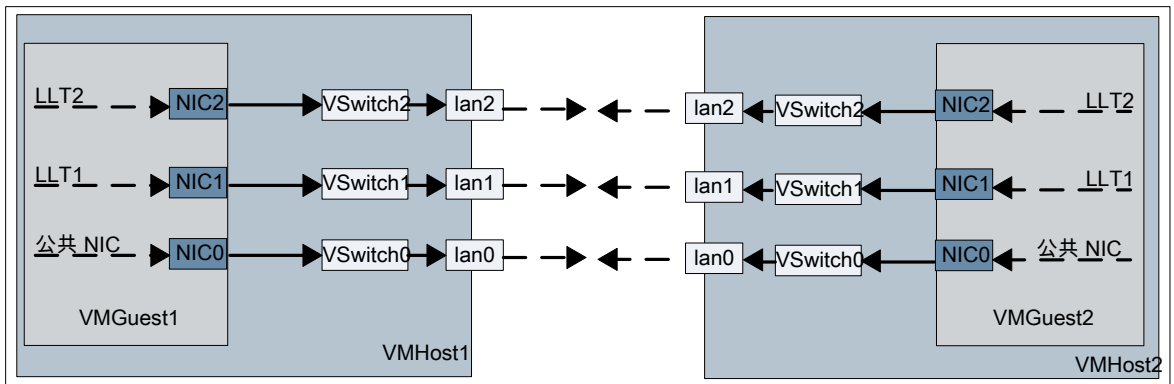 LLT2 NIC2 VSwitch2 lan2 lan2 VSwitch2 NIC2 LLT2
LLT1 NIC1 VSwitch1 lan1 lan1 VSwitch1 NIC1 LLT1
公共 NIC NIC0 VSwitch0 lan0 lan0 VSwitch0 NIC0 公共 NIC
VMGuest1 VMGuest2
VMHost1 VMHost2